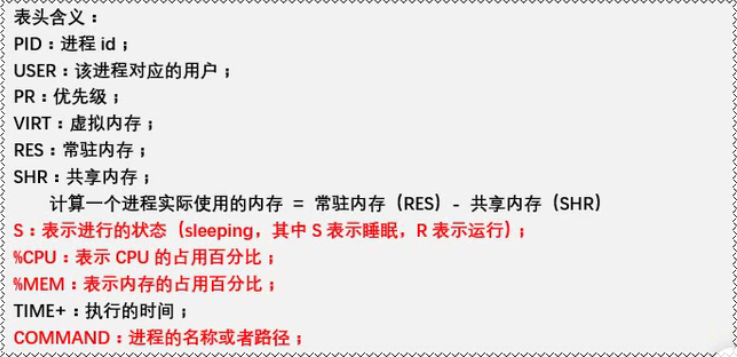 表头含义：
PID：进程 id；
USER：该进程对应的用户；
PR：优先级；
VIRT：虚拟内存；
RES：常驻内存；
SHR：共享内存；
计算一个进程实际使用的内存 = 常驻内存（RES）- 共享内存（SHR）
S：表示进行的状态（sleeping，其中 S 表示睡眠，R 表示运行）；
%CPU：表示 CPU 的占用百分比；
%MEM：表示内存的占用百分比；
TIME+：执行的时间；
COMMAND：进程的名称或者路径；